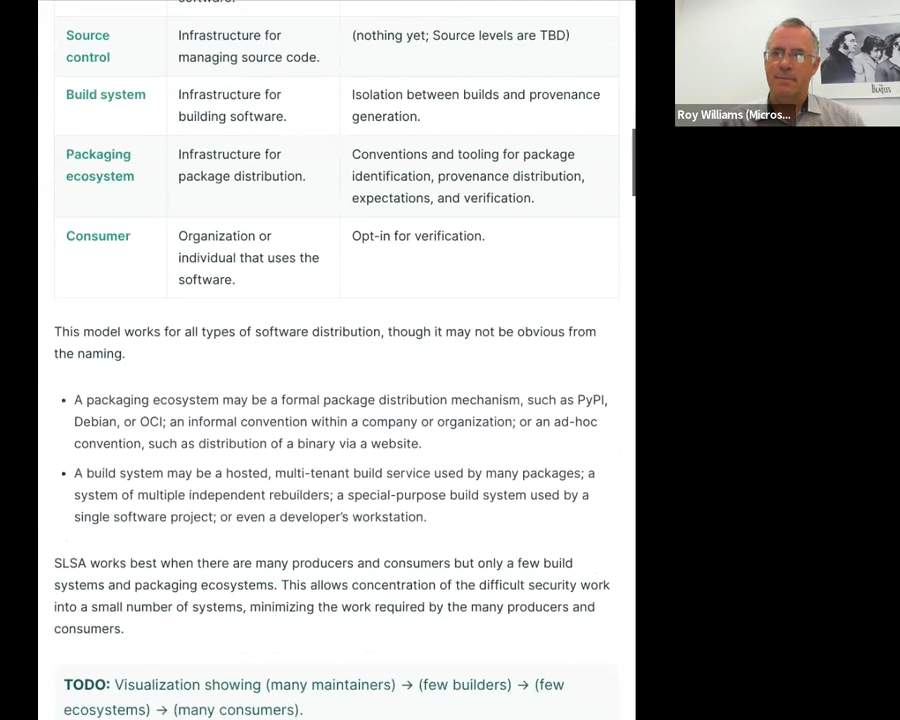 software.
Source
control
Infrastructure for
managing source code.
(nothing yet; Source levels are TBD)
Build system
Infrastructure for
building software.
Isolation between builds and provenance
generation.
Packaging
ecosystem
Infrastructure for
package distribution.
Conventions and tooling for package
identification, provenance distribution,
expectations, and verification.
Consumer
Organization or
individual that uses the
software.
Opt-in for verification.
This model works for all types of software distribution, though it may not be obvious from
the naming.
• A packaging ecosystem may be a formal package distribution mechanism, such as PyPI,
Debian, or OCI; an informal convention within a company or organization; or an ad-hoc
convention, such as distribution of a binary via a website.
• A build system may be a hosted, multi-tenant build service used by many packages; a
system of multiple independent rebuilders; a special-purpose build system used by a
single software project; or even a developer's workstation.
SLSA works best when there are many producers and consumers but only a few build
systems and packaging ecosystems. This allows concentration of the difficult security work
into a small number of systems, minimizing the work required by the many producers and
consumers.
TODO: Visualization showing (many maintainers) → (few builders) → (few
ecosystems) → (many consumers).
BEATLES
Roy Williams (Micros...